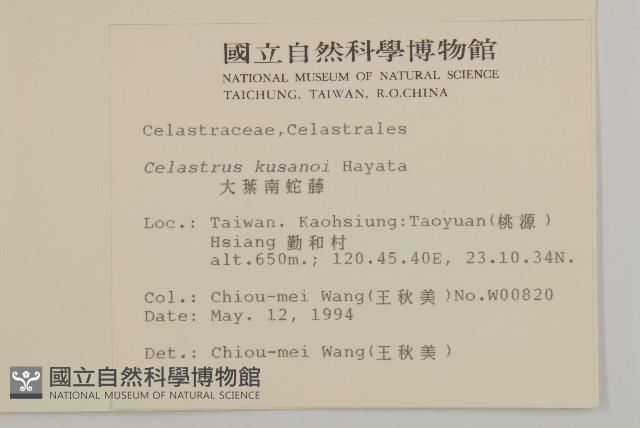 國立自然科學博物館
NATIONAL MUSEUM OF NATURAL SCIENCE
TAICHUNG, TAIWAN, R.O.CHINA
Celastraceae,Celastrales
Celastrus kusanoi Hayata
大葉南蛇藤
Loc.: Taiwan. Kaohsiung:Taoyuan(桃源)
Hsiang 勤和村
alt.650m.; 120.45.40E, 23.10.34N.
Col.: Chiou-mei Wang(王秋美)No.W00820
Date: May. 12, 1994
Det.: Chiou-mei Wang(王秋美)
國立自然科學博物館
NATIONAL MUSEUM OF NATURAL SCIENCE